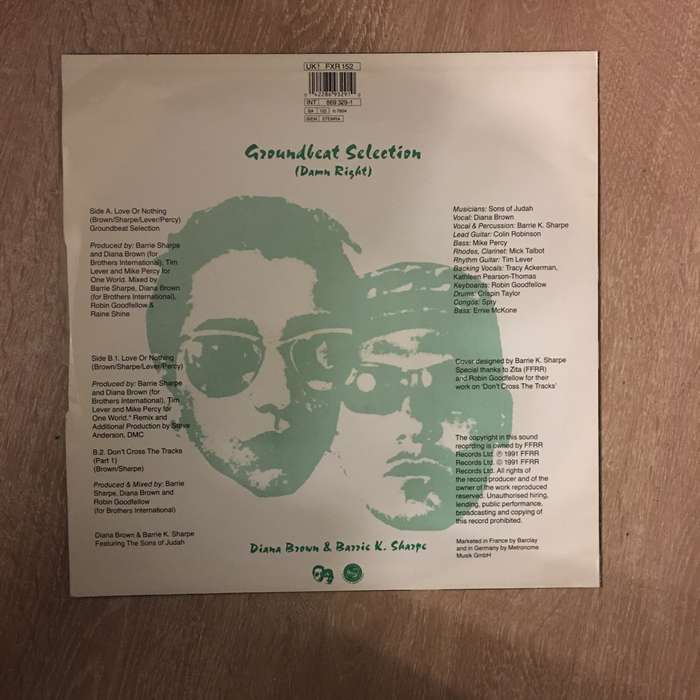 UK! FXR 152
0 42286 93291 0
INT 869 329-1
Groundbeat Selection
(Damn Right)
Side A. Love Or Nothing
(Brown/Sharpe/Lever/Percy)
Groundbeat Selection
Produced by: Barrie Sharpe
and Diana Brown (for
Brothers International), Tim
Lever and Mike Percy for
One World. Mixed by
Barrie Sharpe, Diana Brown
(for Brothers International),
Robin Goodfellow &
Raine Shine
Side B.1. Love Or Nothing
(Brown/Sharpe/Lever/Percy)
Produced by: Barrie Sharpe
and Diana Brown (for
Brothers International), Tim
Lever and Mike Percy for
One World.* Remix and
Additional Production by Steve
Anderson, DMC
B.2. Don't Cross The Tracks
(Part 1)
(Brown/Sharpe)
Produced & Mixed by: Barrie
Sharpe, Diana Brown and
Robin Goodfellow
(for Brothers International)
Diana Brown & Barrie K. Sharpe
Featuring The Sons of Judah
Musicians: Sons of Judah
Vocal: Diana Brown
Vocal & Percussion: Barrie K. Sharpe
Lead Guitar: Colin Robinson
Bass: Mike Percy
Rhodes, Clarinet: Mick Talbot
Rhythm Guitar: Tim Lever
Backing Vocals: Tracy Ackerman,
Kathleen Pearson-Thomas
Keyboards: Robin Goodfellow
Drums: Crispin Taylor
Congos: Spry
Bass: Ernie McKone
Cover designed by Barrie K. Sharpe
Special thanks to Zita (FFRR)
and Robin Goodfellow for their
work on 'Don't Cross The Tracks'
The copyright in this sound
recording is owned by FFRR
Records Ltd. ℗ 1991 FFRR
Records Ltd. © 1991 FFRR
Records Ltd. All rights of
the record producer and of the
owner of the work reproduced
reserved. Unauthorised hiring,
lending, public performance,
broadcasting and copying of
this record prohibited.
Marketed in France by Barclay
and in Germany by Metronome
Musik GmbH
Diana Brown & Barrie K. Sharpe